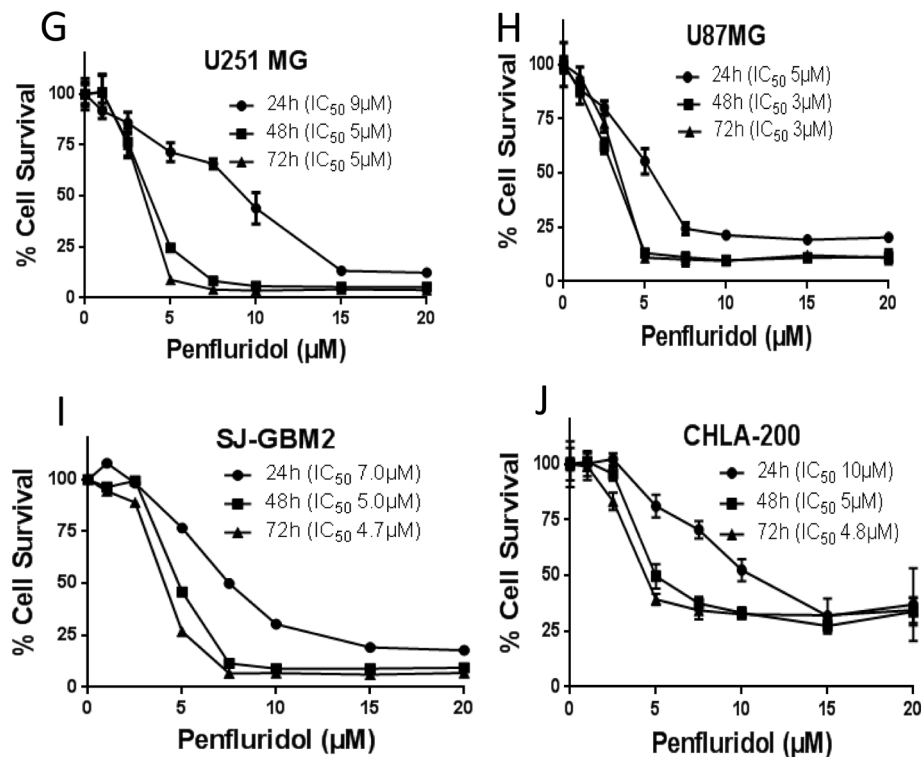 G
U251 MG
24h (IC50 9µM)
48h (IC50 5µM)
72h (IC50 5µM)
% Cell Survival
100
75
50
25
0
0 5 10 15 20
Penfluridol (µM)
H
U87MG
24h (IC50 5µM)
48h (IC50 3µM)
72h (IC50 3µM)
% Cell Survival
100
75
50
25
0
0 5 10 15 20
Penfluridol (µM)
I
SJ-GBM2
24h (IC50 7.0µM)
48h (IC50 5.0µM)
72h (IC50 4.7µM)
% Cell Survival
100
75
50
25
0
0 5 10 15 20
Penfluridol (µM)
J
CHLA-200
24h (IC50 10µM)
48h (IC50 5µM)
72h (IC50 4.8µM)
% Cell Survival
100
75
50
25
0
0 5 10 15 20
Penfluridol (µM)